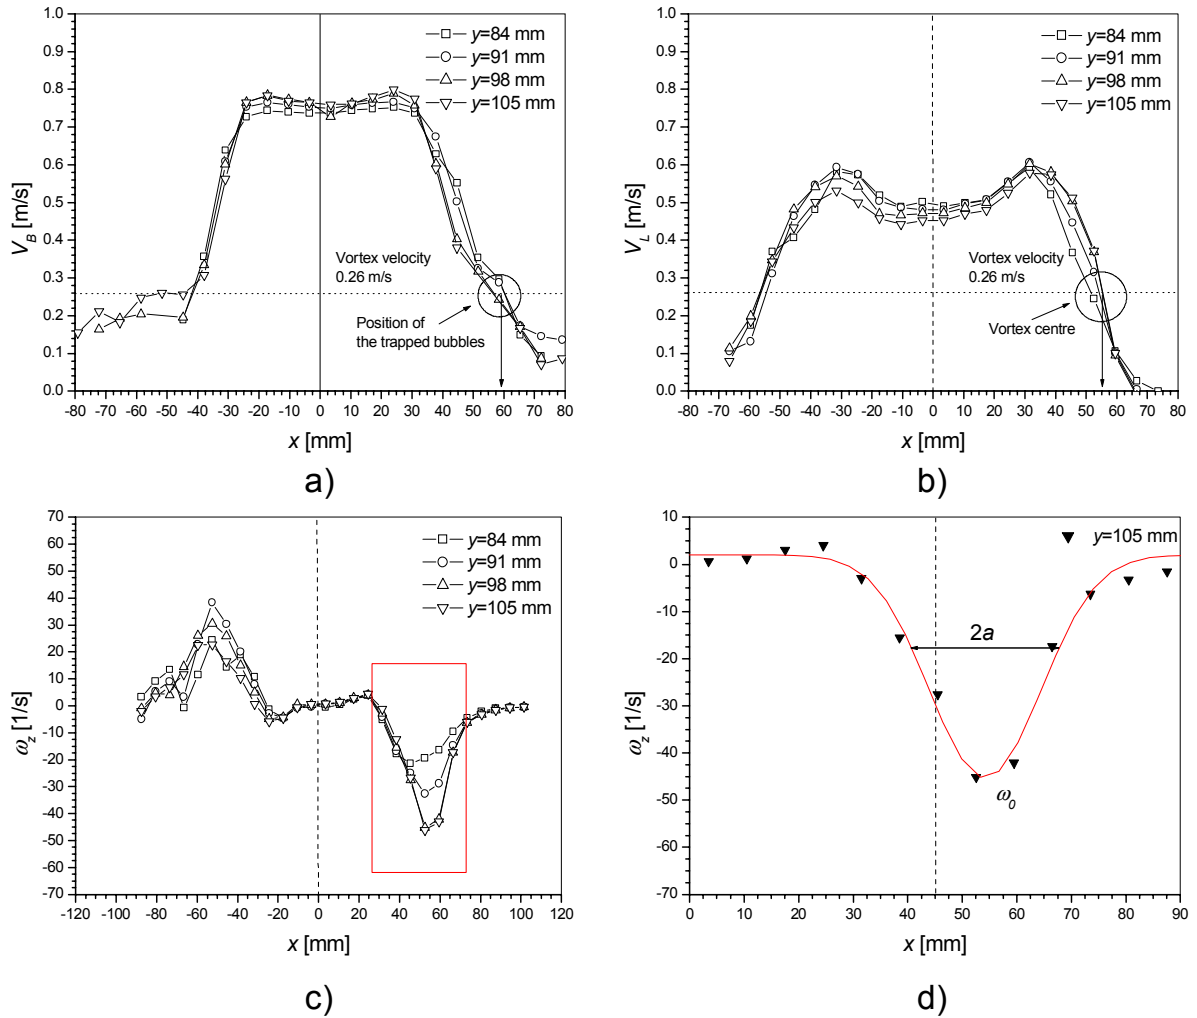 1.0
0.9
0.8
0.7
0.6
0.5
0.4
0.3
0.2
0.1
0.0
V_B [m/s]
-80 -70 -60 -50 -40 -30 -20 -10 0 10 20 30 40 50 60 70 80
x [mm]
y=84 mm
y=91 mm
y=98 mm
y=105 mm
Vortex velocity
0.26 m/s
Position of
the trapped bubbles
a)
1.0
0.9
0.8
0.7
0.6
0.5
0.4
0.3
0.2
0.1
0.0
V_L [m/s]
-80 -70 -60 -50 -40 -30 -20 -10 0 10 20 30 40 50 60 70 80
x [mm]
y=84 mm
y=91 mm
y=98 mm
y=105 mm
Vortex velocity
0.26 m/s
Vortex centre
b)
70
60
50
40
30
20
10
0
-10
-20
-30
-40
-50
-60
-70
ω_z [1/s]
-120 -100 -80 -60 -40 -20 0 20 40 60 80 100 120
x [mm]
y=84 mm
y=91 mm
y=98 mm
y=105 mm
c)
10
0
-10
-20
-30
-40
-50
-60
-70
ω_z [1/s]
0 10 20 30 40 50 60 70 80 90
x [mm]
y=105 mm
2a
ω_0
d)